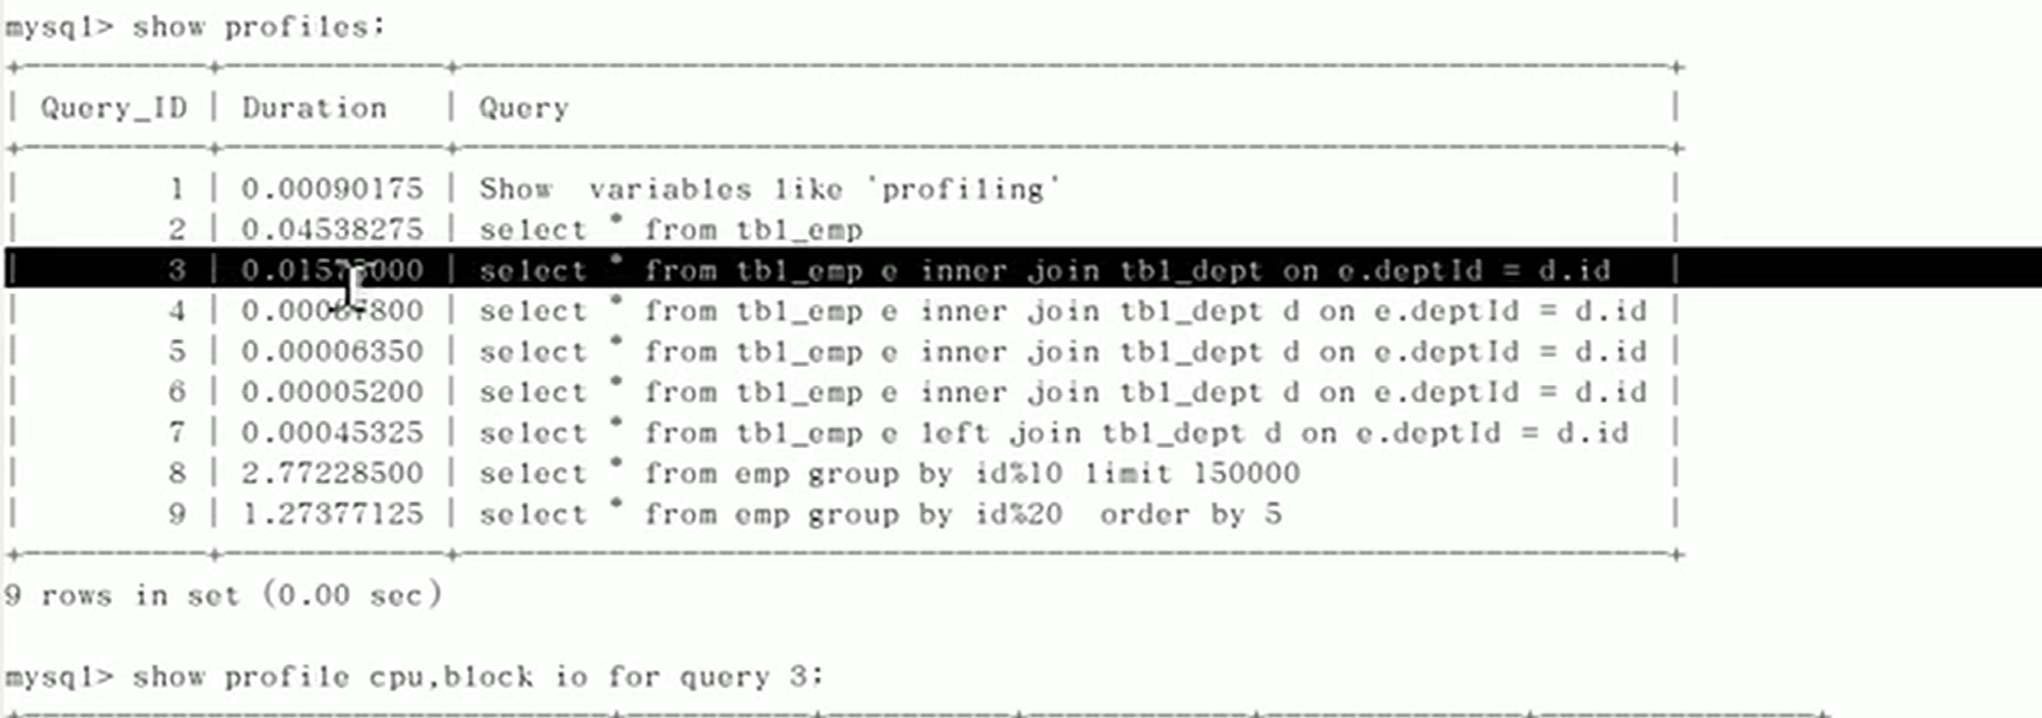 mysql> show profiles;
| Query_ID | Duration | Query |
| 1 | 0.00090175 | Show  variables like 'profiling' |
| 2 | 0.04538275 | select * from tbl_emp |
| 3 | | select * from tbl_emp e inner join tbl_dept on e.deptId = d.id |
| 4 | | select * from tbl_emp e inner join tbl_dept d on e.deptId = d.id |
| 5 | 0.00006350 | select * from tbl_emp e inner join tbl_dept d on e.deptId = d.id |
| 6 | 0.00005200 | select * from tbl_emp e inner join tbl_dept d on e.deptId = d.id |
| 7 | 0.00045325 | select * from tbl_emp e left join tbl_dept d on e.deptId = d.id |
| 8 | 2.77228500 | select * from emp group by id%10 limit 150000 |
| 9 | 1.27377125 | select * from emp group by id%20  order by 5 |
9 rows in set (0.00 sec)
mysql> show profile cpu,block io for query 3;